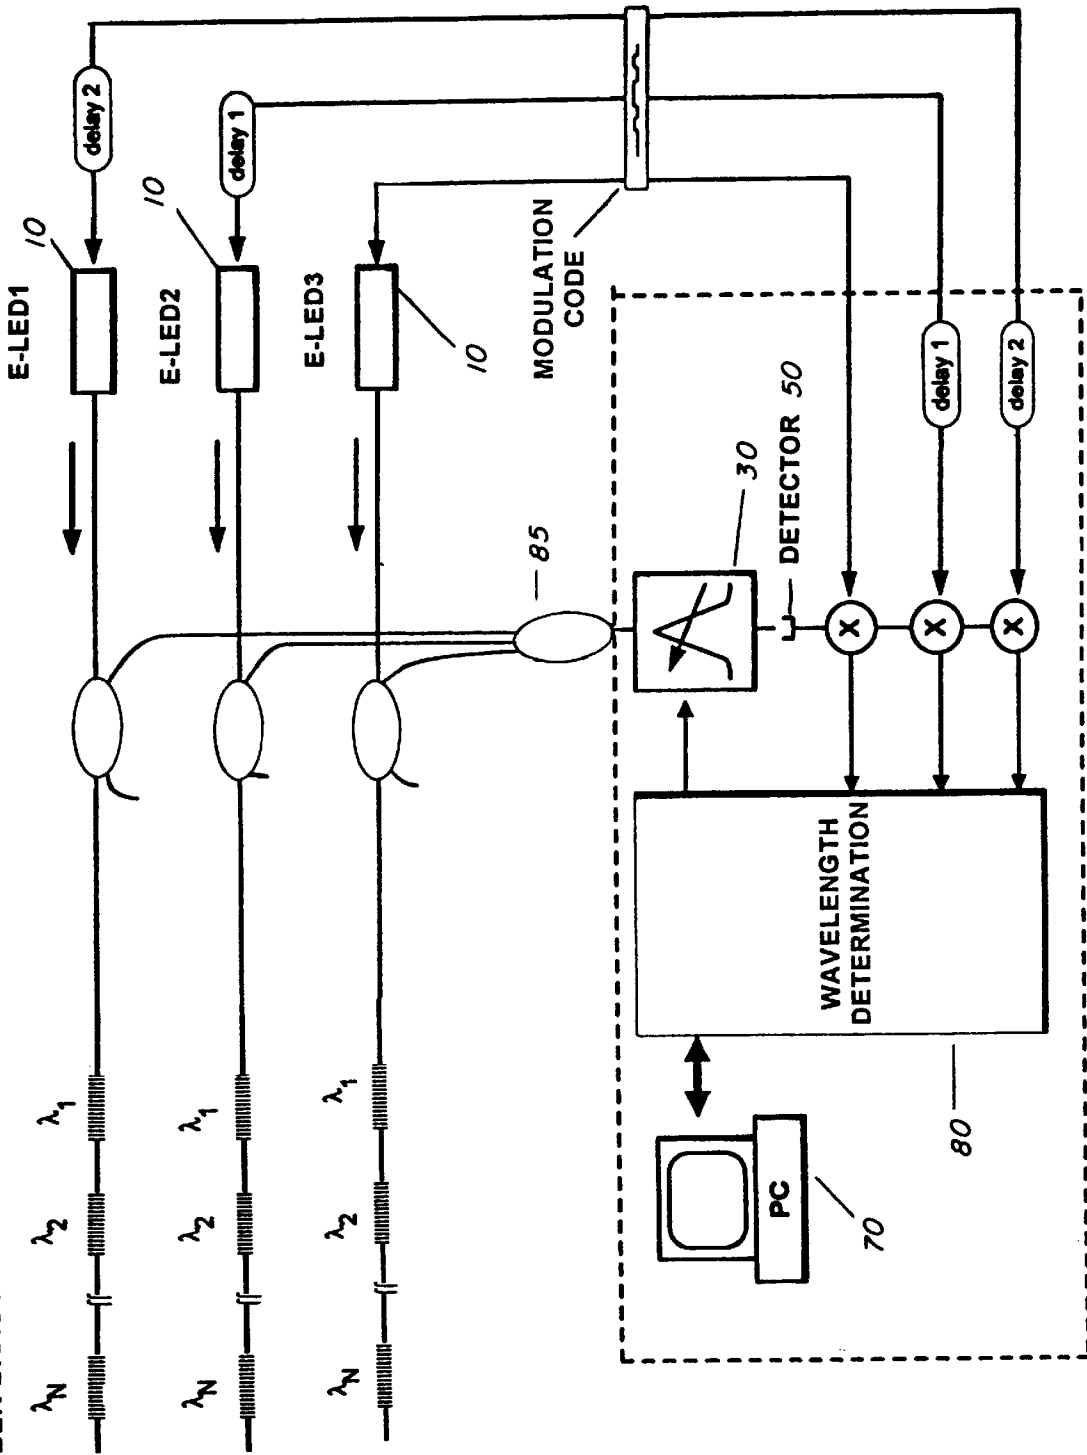 λN
λ2
λ1
E-LED1
10
delay 2
λN
λ2
λ1
E-LED2
10
delay 1
λN
λ2
λ1
E-LED3
10
85
MODULATION
CODE
30
DETECTOR 50
X
X
X
delay 1
delay 2
WAVELENGTH
DETERMINATION
80
PC
70